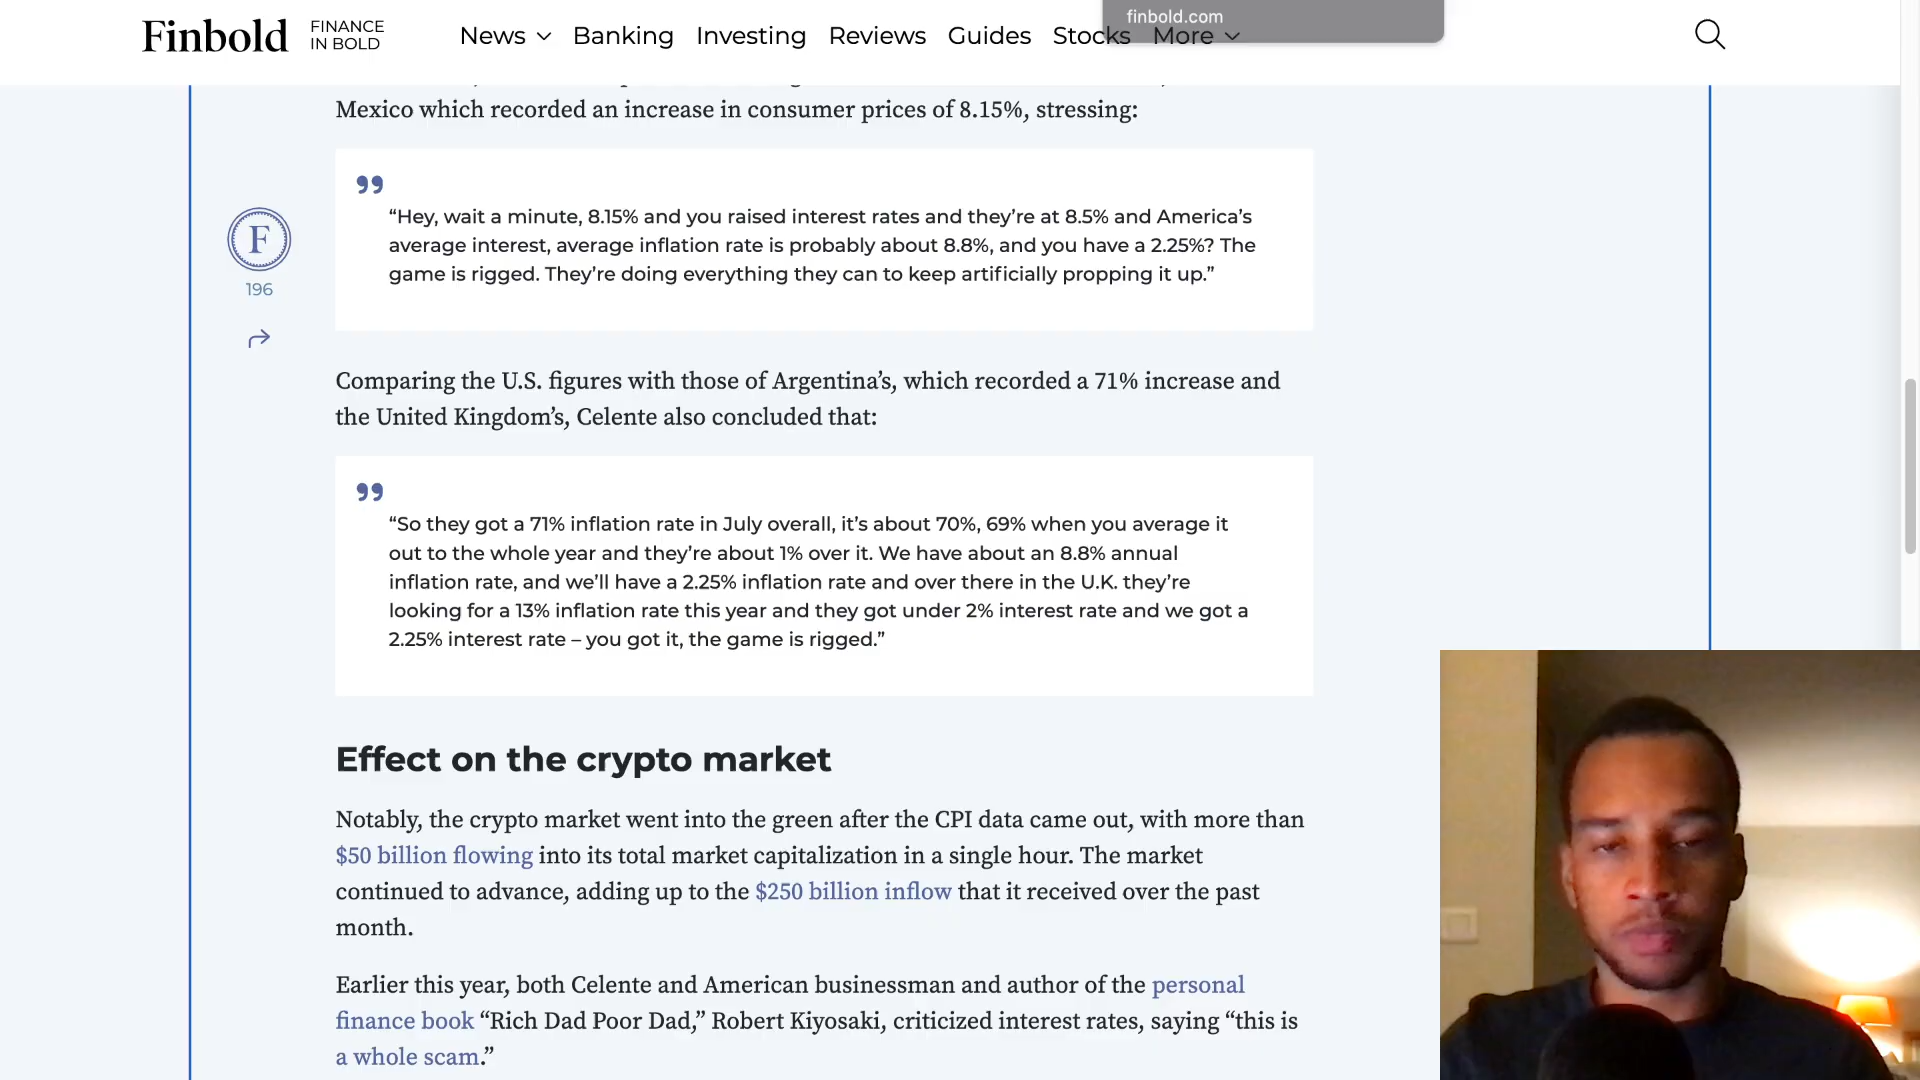 Finbold
FINANCE
IN BOLD
News
Banking
Investing
Reviews
Guides
Stocks
More
finbold.com
Mexico which recorded an increase in consumer prices of 8.15%, stressing:
“Hey, wait a minute, 8.15% and you raised interest rates and they’re at 8.5% and America’s
average interest, average inflation rate is probably about 8.8%, and you have a 2.25%? The
game is rigged. They’re doing everything they can to keep artificially propping it up.”
F
196
Comparing the U.S. figures with those of Argentina’s, which recorded a 71% increase and
the United Kingdom’s, Celente also concluded that:
“So they got a 71% inflation rate in July overall, it’s about 70%, 69% when you average it
out to the whole year and they’re about 1% over it. We have about an 8.8% annual
inflation rate, and we’ll have a 2.25% inflation rate and over there in the U.K. they’re
looking for a 13% inflation rate this year and they got under 2% interest rate and we got a
2.25% interest rate – you got it, the game is rigged.”
Effect on the crypto market
Notably, the crypto market went into the green after the CPI data came out, with more than
$50 billion flowing into its total market capitalization in a single hour. The market
continued to advance, adding up to the $250 billion inflow that it received over the past
month.
Earlier this year, both Celente and American businessman and author of the personal
finance book “Rich Dad Poor Dad,” Robert Kiyosaki, criticized interest rates, saying “this is
a whole scam.”